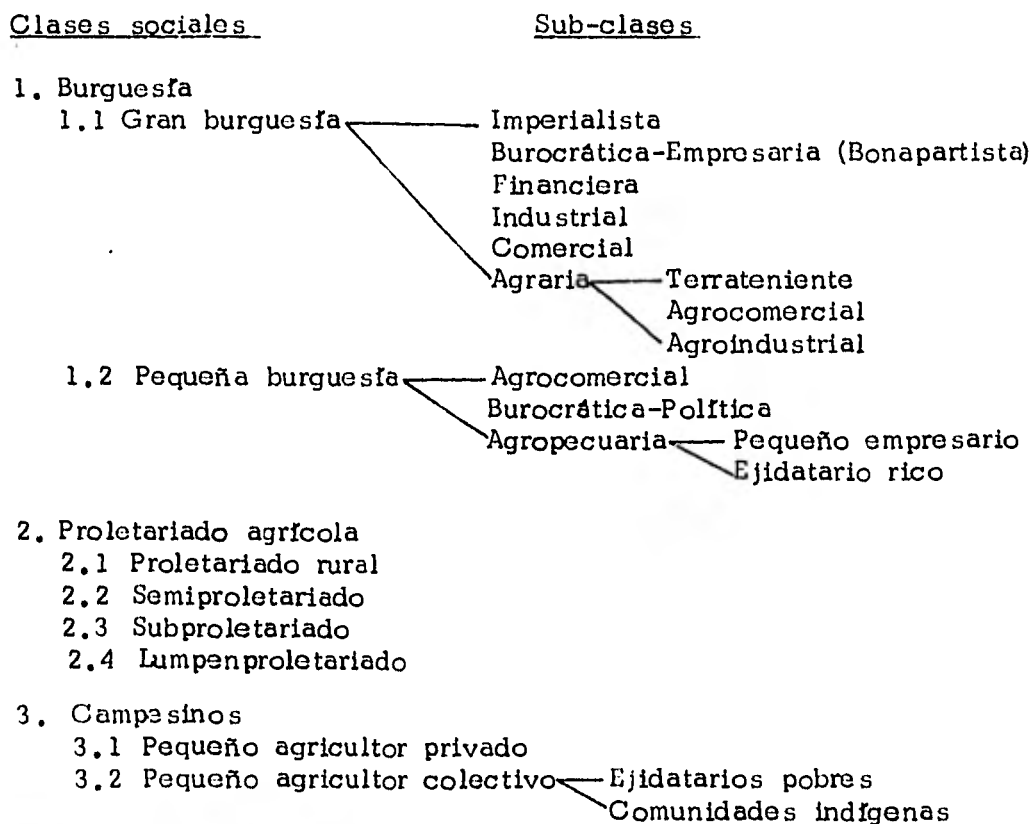 Clases sociales Sub-clases
1. Burguesía
1.1 Gran burguesía Imperialista
Burocrática-Empresaria (Bonapartista)
Financiera
Industrial
Comercial
Agraria Terrateniente
Agrocomercial
Agroindustrial
1.2 Pequeña burguesía Agrocomercial
Burocrática-Política
Agropecuaria Pequeño empresario
Ejidatario rico
2. Proletariado agrícola
2.1 Proletariado rural
2.2 Semiproletariado
2.3 Subproletariado
2.4 Lumpenproletariado
3. Campesinos
3.1 Pequeño agricultor privado
3.2 Pequeño agricultor colectivo Ejidatarios pobres
Comunidades indígenas